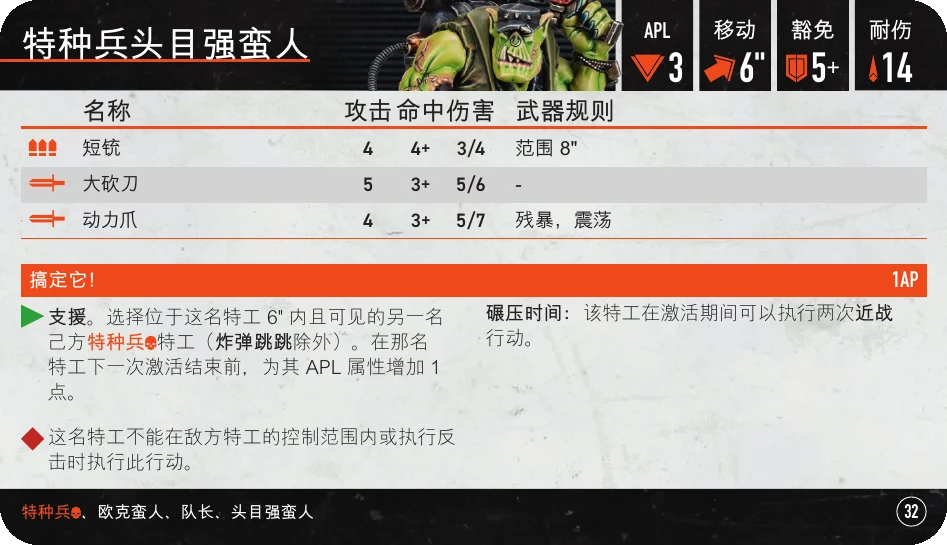 特种兵头目强蛮人
APL 移动 豁免 耐伤
3 6" 5+ 14
名称 攻击 命中 伤害 武器规则
短铳 4 4+ 3/4 范围 8"
大砍刀 5 3+ 5/6 -
动力爪 4 3+ 5/7 残暴，震荡
搞定它! 1AP
支援。选择位于这名特工 6" 内且可见的另一名
己方特种兵特工（炸弹跳跳除外）。在那名
特工下一次激活结束前，为其 APL 属性增加 1
点。
这名特工不能在敌方特工的控制范围内或执行反
击时执行此行动。
碾压时间：该特工在激活期间可以执行两次近战
行动。
特种兵、欧克蛮人、队长、头目强蛮人
32